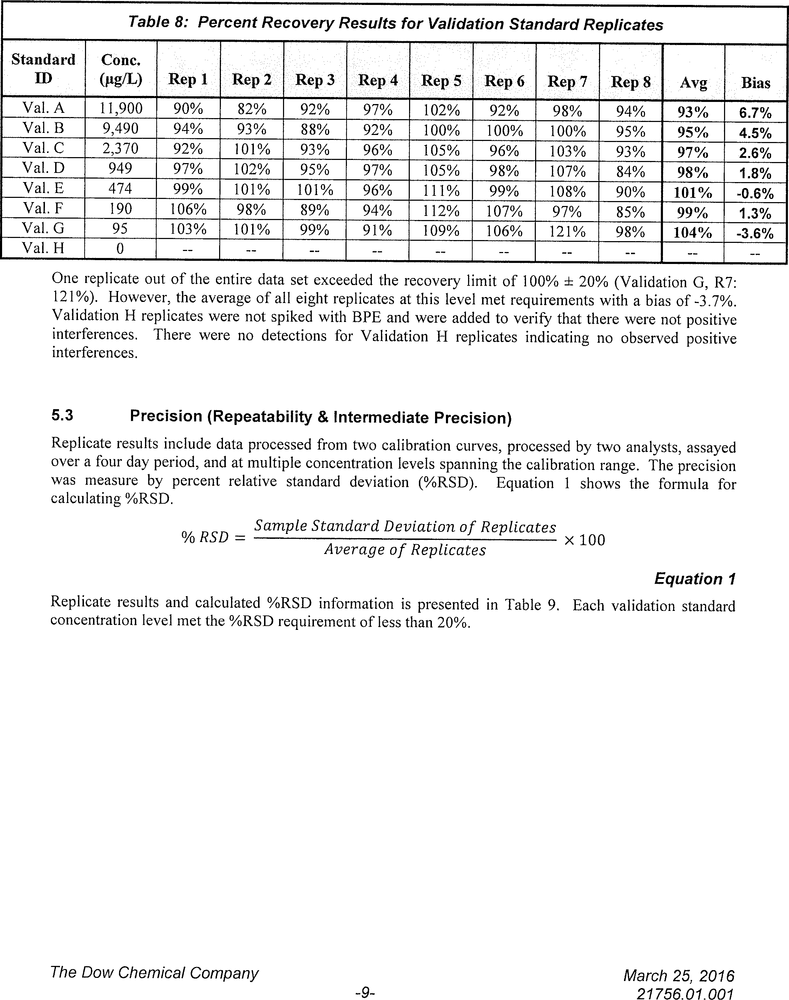 Table 8: Percent Recovery Results for Validation Standard Replicates
Standard ID Conc. (µg/L) Rep 1 Rep 2 Rep 3 Rep 4 Rep 5 Rep 6 Rep 7 Rep 8 Avg Bias
Val. A 11,900 90% 82% 92% 97% 102% 92% 98% 94% 93% 6.7%
Val. B 9,490 94% 93% 88% 92% 100% 100% 100% 95% 95% 4.5%
Val. C 2,370 92% 101% 93% 96% 105% 96% 103% 93% 97% 2.6%
Val. D 949 97% 102% 95% 97% 105% 98% 107% 84% 98% 1.8%
Val. E 474 99% 101% 101% 96% 111% 99% 108% 90% 101% -0.6%
Val. F 190 106% 98% 89% 94% 112% 107% 97% 85% 99% 1.3%
Val. G 95 103% 101% 99% 91% 109% 106% 121% 98% 104% -3.6%
Val. H 0 -- -- -- -- -- -- -- -- -- --
One replicate out of the entire data set exceeded the recovery limit of 100% ± 20% (Validation G, R7:
121%). However, the average of all eight replicates at this level met requirements with a bias of -3.7%.
Validation H replicates were not spiked with BPE and were added to verify that there were not positive
interferences. There were no detections for Validation H replicates indicating no observed positive
interferences.
5.3 Precision (Repeatability & Intermediate Precision)
Replicate results include data processed from two calibration curves, processed by two analysts, assayed
over a four day period, and at multiple concentration levels spanning the calibration range. The precision
was measure by percent relative standard deviation (%RSD). Equation 1 shows the formula for
calculating %RSD.
% RSD = Sample Standard Deviation of Replicates / Average of Replicates × 100
Equation 1
Replicate results and calculated %RSD information is presented in Table 9. Each validation standard
concentration level met the %RSD requirement of less than 20%.
The Dow Chemical Company March 25, 2016
-9- 21756.01.001